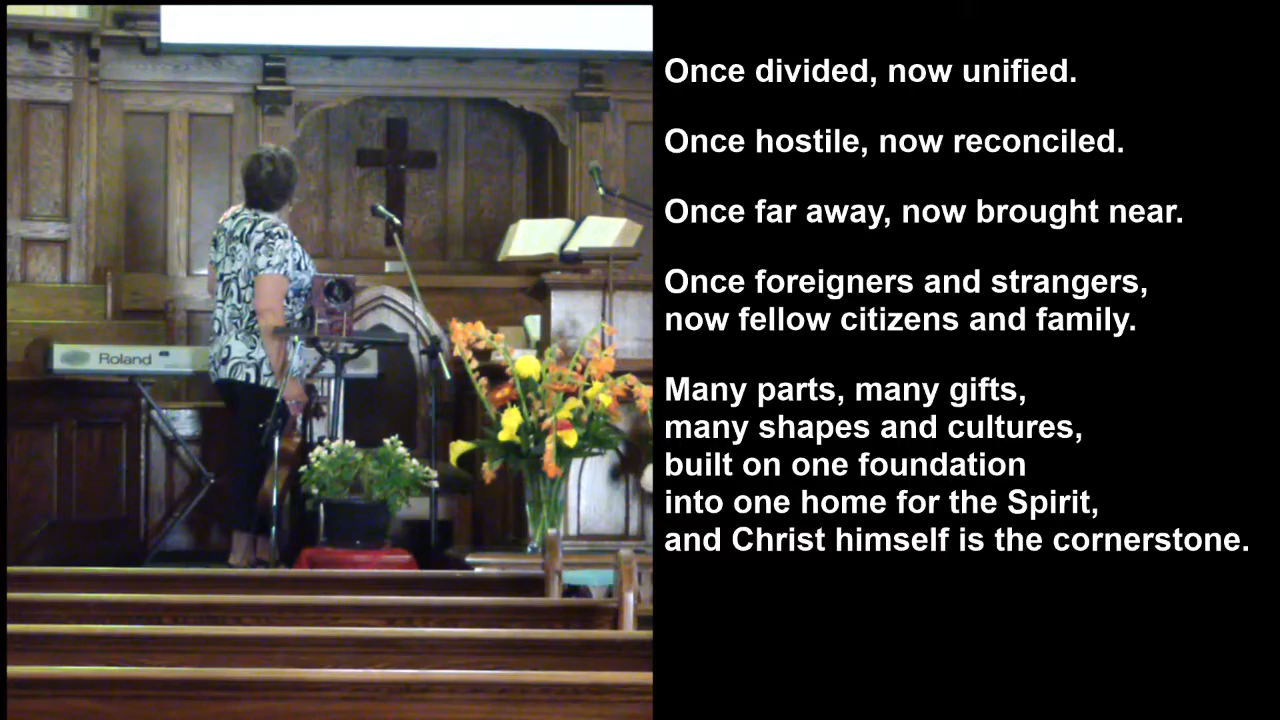 Once divided, now unified.
Once hostile, now reconciled.
Once far away, now brought near.
Once foreigners and strangers,
now fellow citizens and family.
Many parts, many gifts,
many shapes and cultures,
built on one foundation
into one home for the Spirit,
and Christ himself is the cornerstone.
Roland